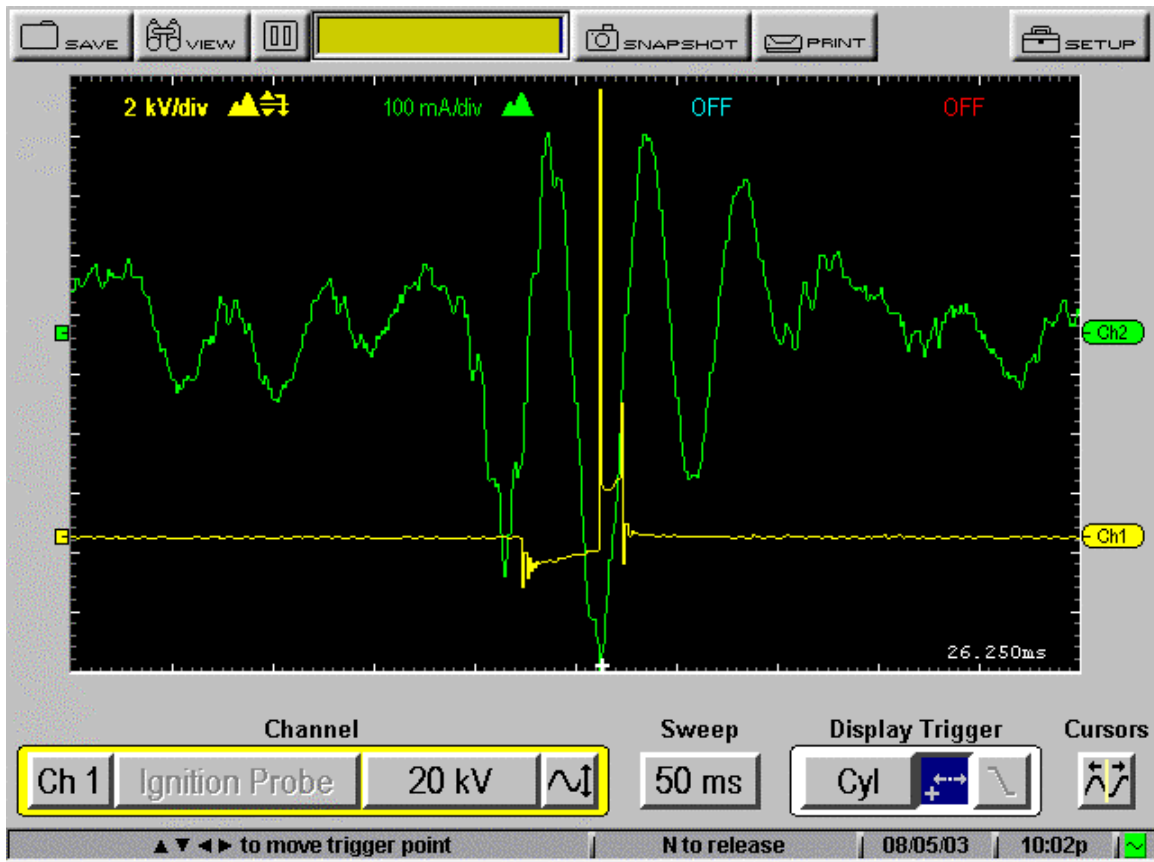 SAVE VIEW SNAPSHOT PRINT SETUP
2 kV/div 100 mA/div OFF OFF
Ch2
Ch1
26.250ms
Channel Sweep Display Trigger Cursors
Ch 1 Ignition Probe 20 kV 50 ms Cyl
▲ ▼ ◄ ► to move trigger point N to release 08/05/03 10:02p